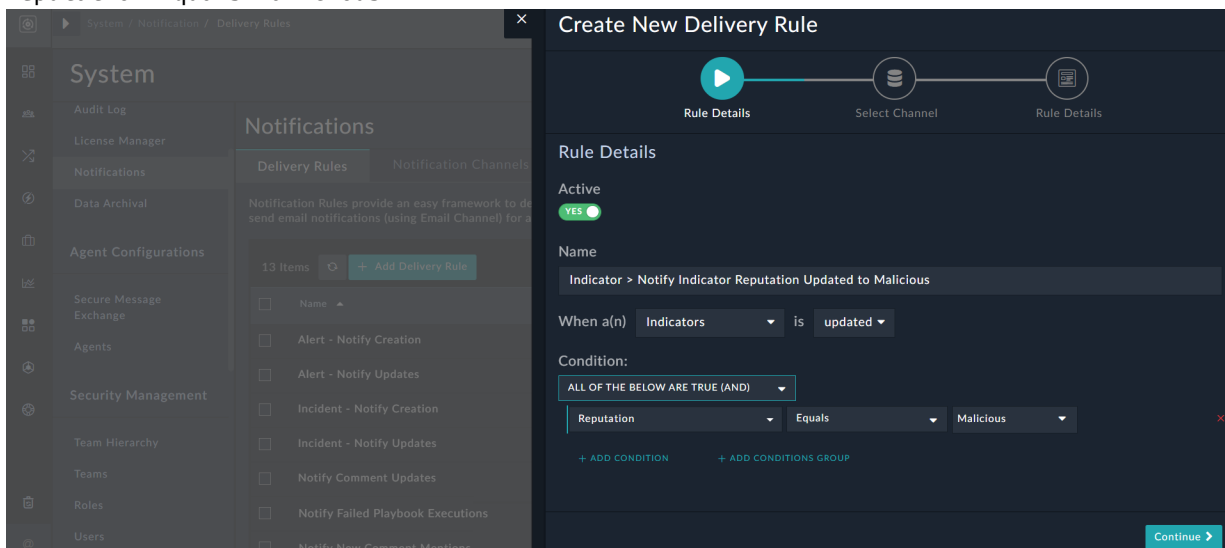 System / Notification / Delivery Rules
×
Create New Delivery Rule
System
Audit Log
License Manager
Notifications
Data Archival
Agent Configurations
Secure Message
Exchange
Agents
Security Management
Team Hierarchy
Teams
Roles
Users
Notifications
Delivery Rules
Notification Channels
Notification Rules provide an easy framework to de
send email notifications (using Email Channel) for a
13 Items
+ Add Delivery Rule
Name
Alert - Notify Creation
Alert - Notify Updates
Incident - Notify Creation
Incident - Notify Updates
Notify Comment Updates
Notify Failed Playbook Executions
Notify New Comment Mentions
Rule Details
Select Channel
Rule Details
Rule Details
Active
YES
Name
Indicator > Notify Indicator Reputation Updated to Malicious
When a(n) Indicators is updated
Condition:
ALL OF THE BELOW ARE TRUE (AND)
Reputation Equals Malicious ×
+ ADD CONDITION + ADD CONDITIONS GROUP
Continue